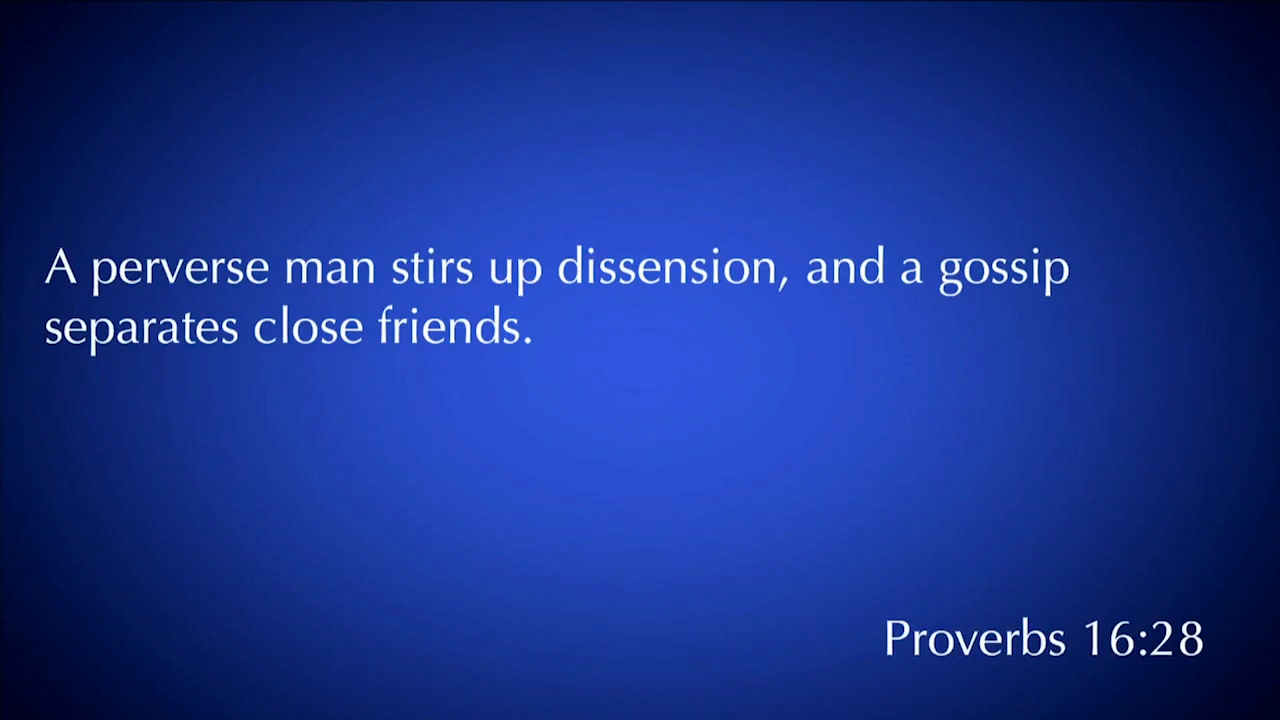 A perverse man stirs up dissension, and a gossip
separates close friends.
Proverbs 16:28